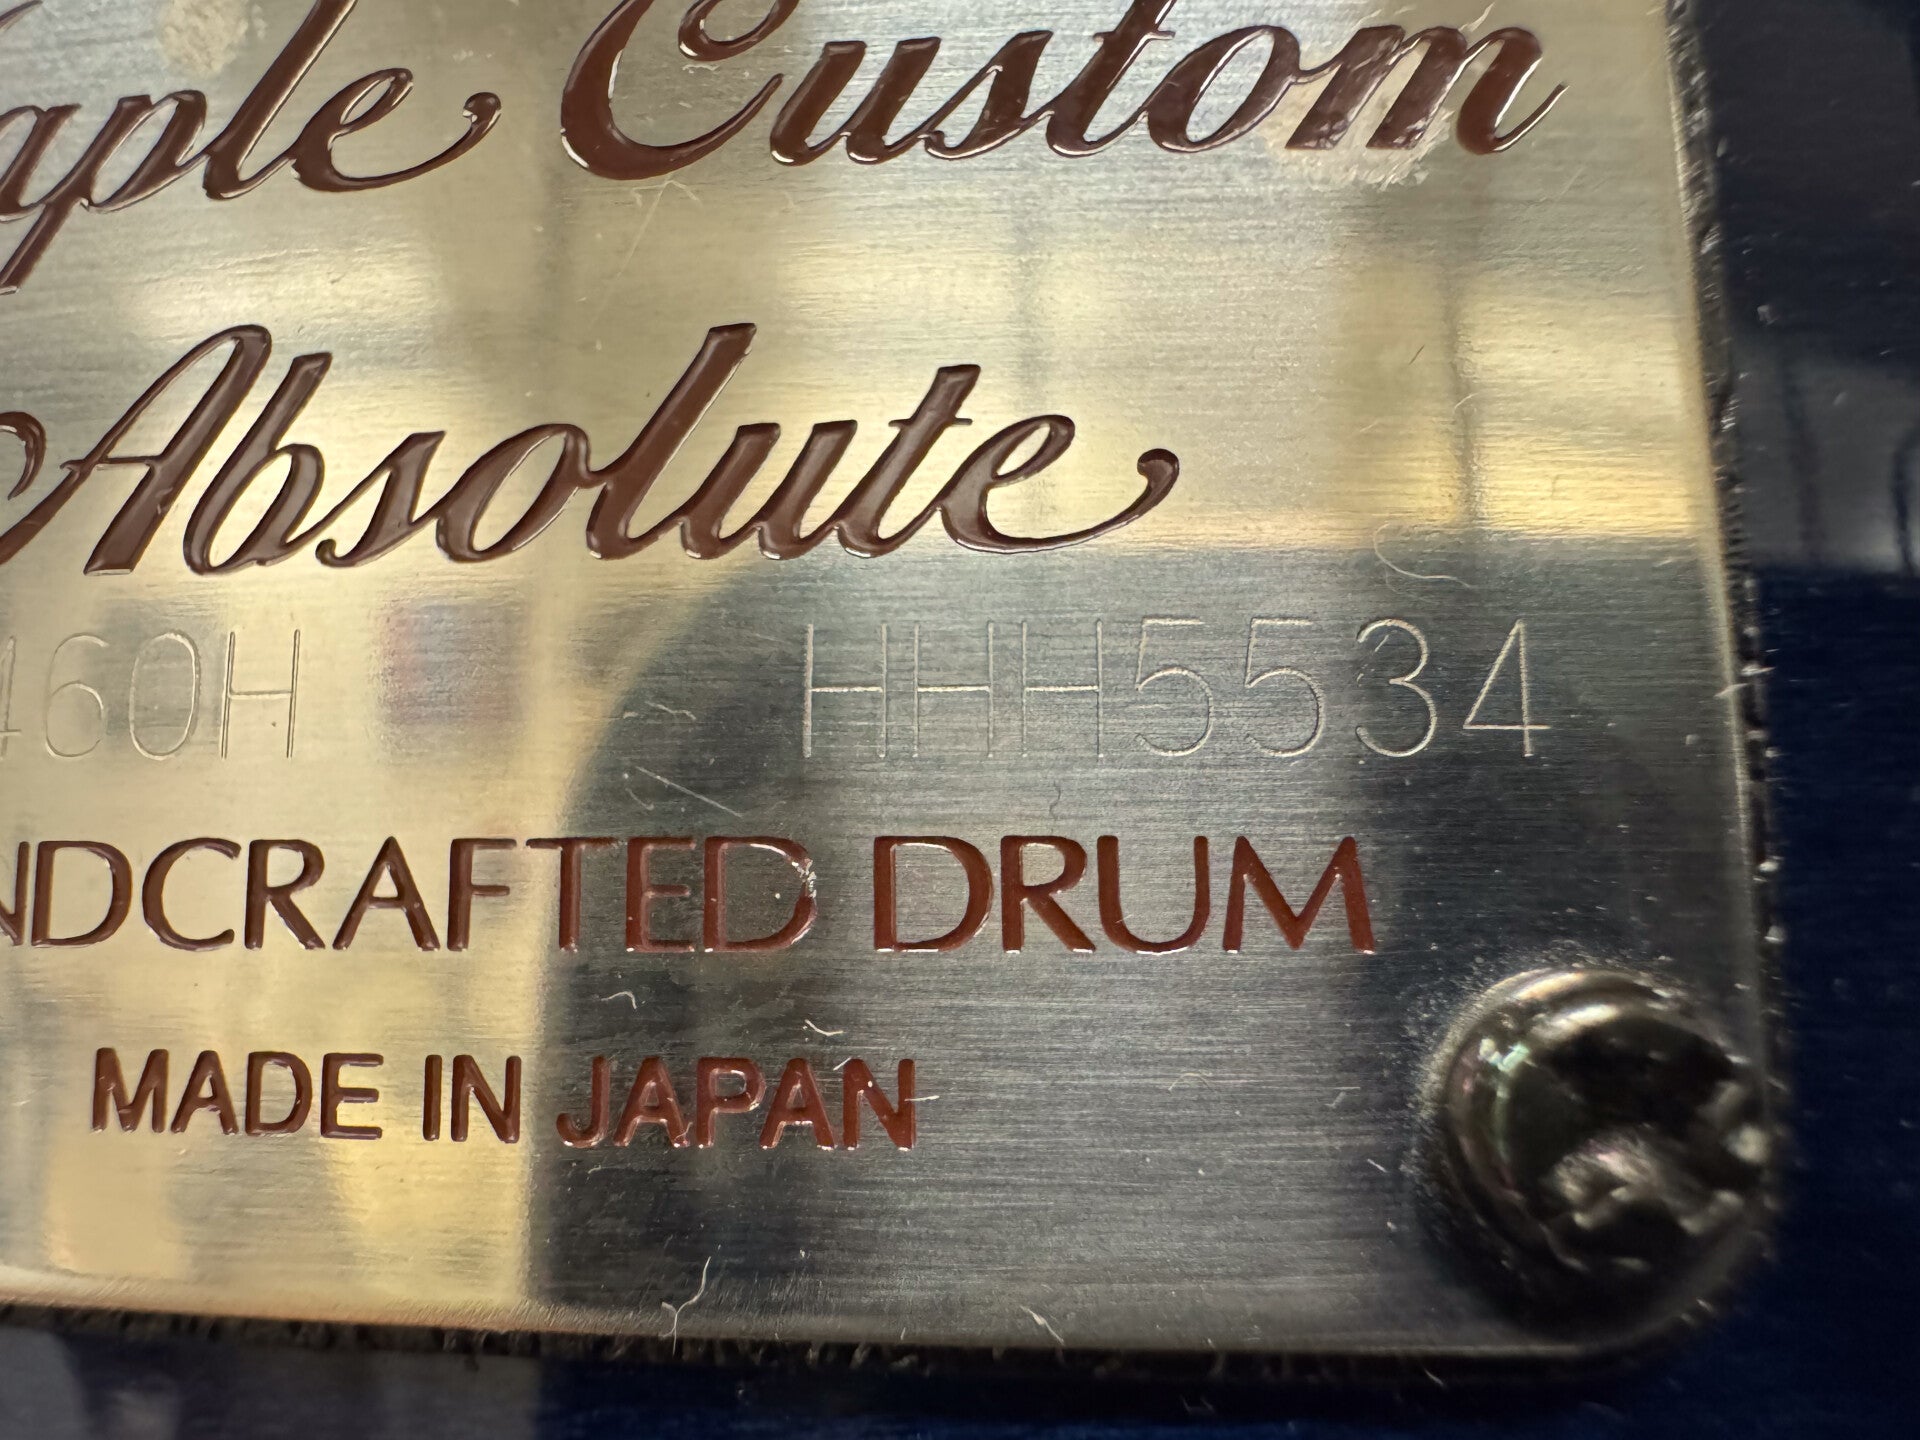 aple Custom
Absolute
460H HHH5534
NDCRAFTED DRUM
MADE IN JAPAN